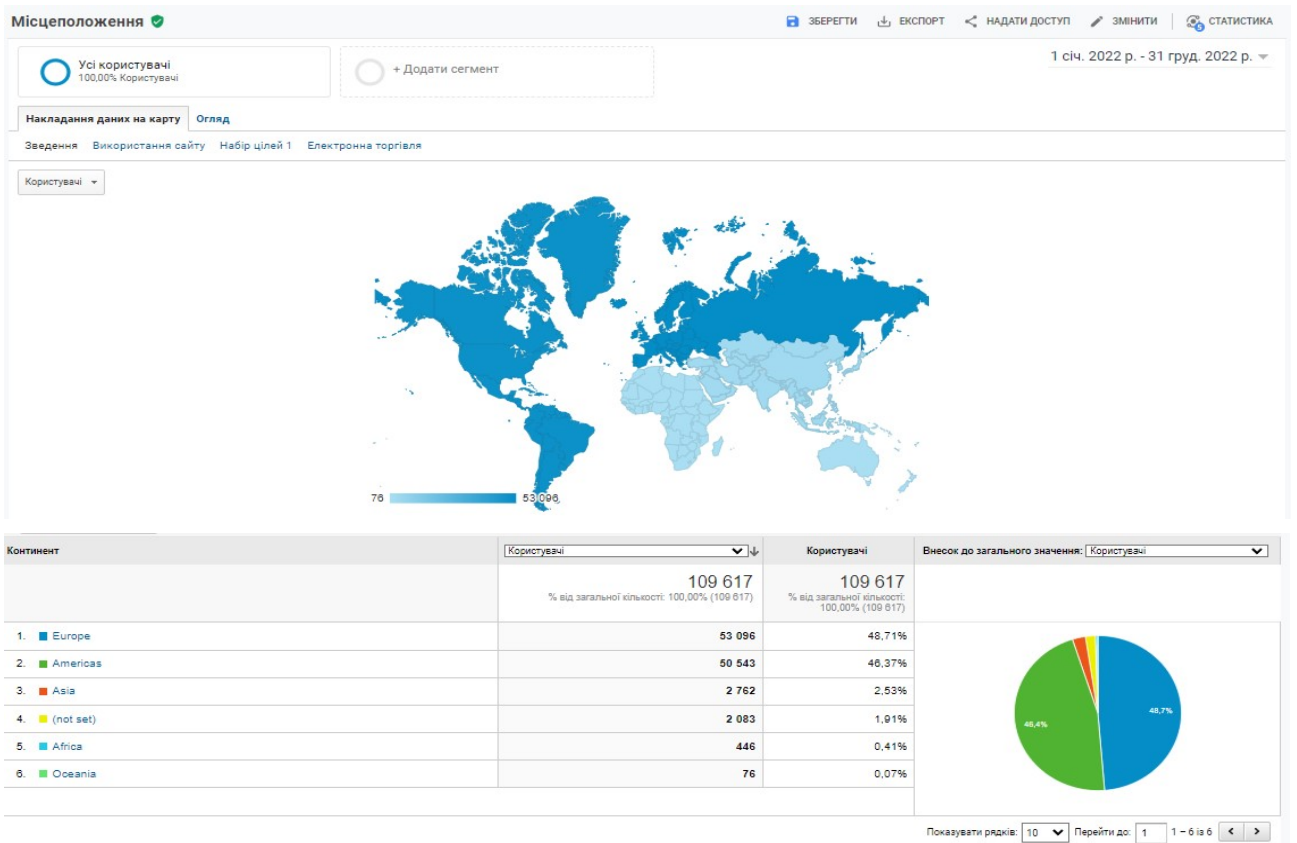 Місцеположення
ЗБЕРЕГТИ ЕКСПОРТ НАДАТИ ДОСТУП ЗМІНИТИ СТАТИСТИКА
Усі користувачі
100,00% Користувачі
+ Додати сегмент
1 січ. 2022 р. - 31 груд. 2022 р.
Накладання даних на карту Огляд
Зведення Використання сайту Набір цілей 1 Електронна торгівля
Користувачі
76 53 096
Континент Користувачі Користувачі Внесок до загального значення: Користувачі
109 617 109 617
% від загальної кількості: 100,00% (109 617) % від загальної кількості:
100,00% (109 617)
1. Europe 53 096 48,71%
2. Americas 50 543 46,37%
3. Asia 2 762 2,53%
4. (not set) 2 083 1,91%
5. Africa 446 0,41%
6. Oceania 76 0,07%
48,7%
46,4%
Показувати рядків: 10 Перейти до: 1 1 – 6 із 6